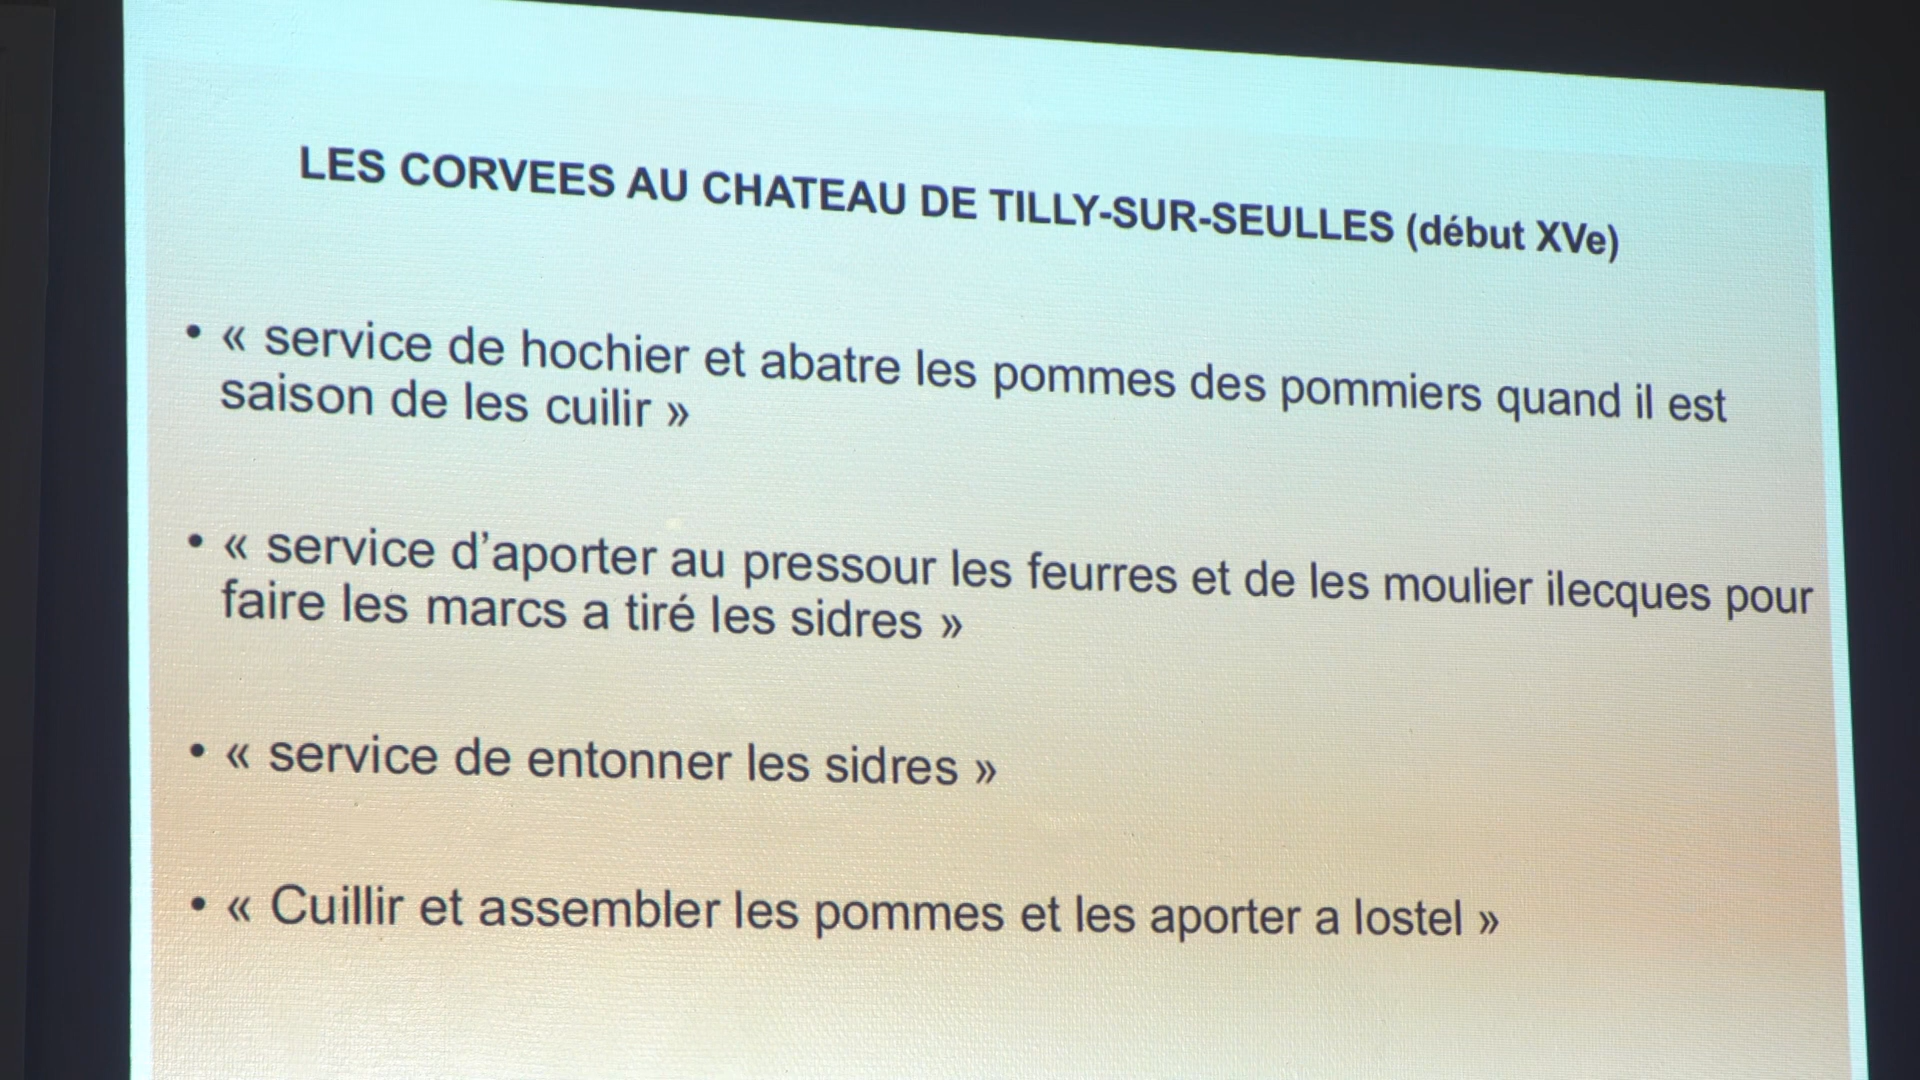 LES CORVEES AU CHATEAU DE TILLY-SUR-SEULLES (début XVe)
• « service de hochier et abatre les pommes des pommiers quand il est
saison de les cuilir »
• « service d’aporter au pressour les feurres et de les moulier ilecques pour
faire les marcs a tiré les sidres »
• « service de entonner les sidres »
• « Cuillir et assembler les pommes et les aporter a lostel »